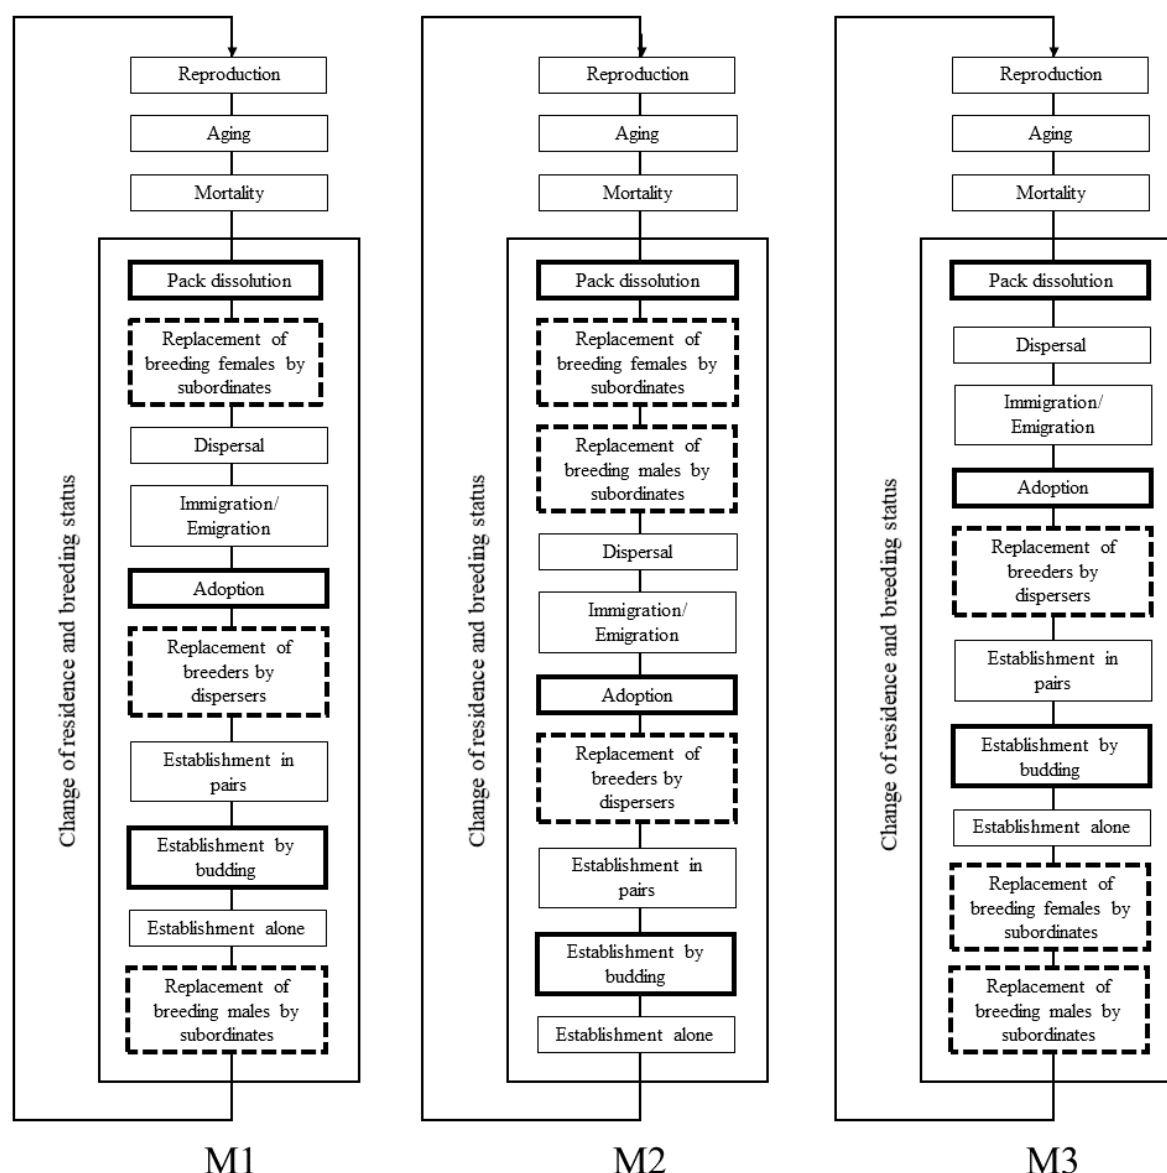 Reproduction
Aging
Mortality
Change of residence and breeding status
Pack dissolution
Replacement of
breeding females by
subordinates
Dispersal
Immigration/
Emigration
Adoption
Replacement of
breeders by
dispersers
Establishment in
pairs
Establishment by
budding
Establishment alone
Replacement of
breeding males by
subordinates
M1
Reproduction
Aging
Mortality
Change of residence and breeding status
Pack dissolution
Replacement of
breeding females by
subordinates
Replacement of
breeding males by
subordinates
Dispersal
Immigration/
Emigration
Adoption
Replacement of
breeders by
dispersers
Establishment in
pairs
Establishment by
budding
Establishment alone
M2
Reproduction
Aging
Mortality
Change of residence and breeding status
Pack dissolution
Dispersal
Immigration/
Emigration
Adoption
Replacement of
breeders by
dispersers
Establishment in
pairs
Establishment by
budding
Establishment alone
Replacement of
breeding females by
subordinates
Replacement of
breeding males by
subordinates
M3